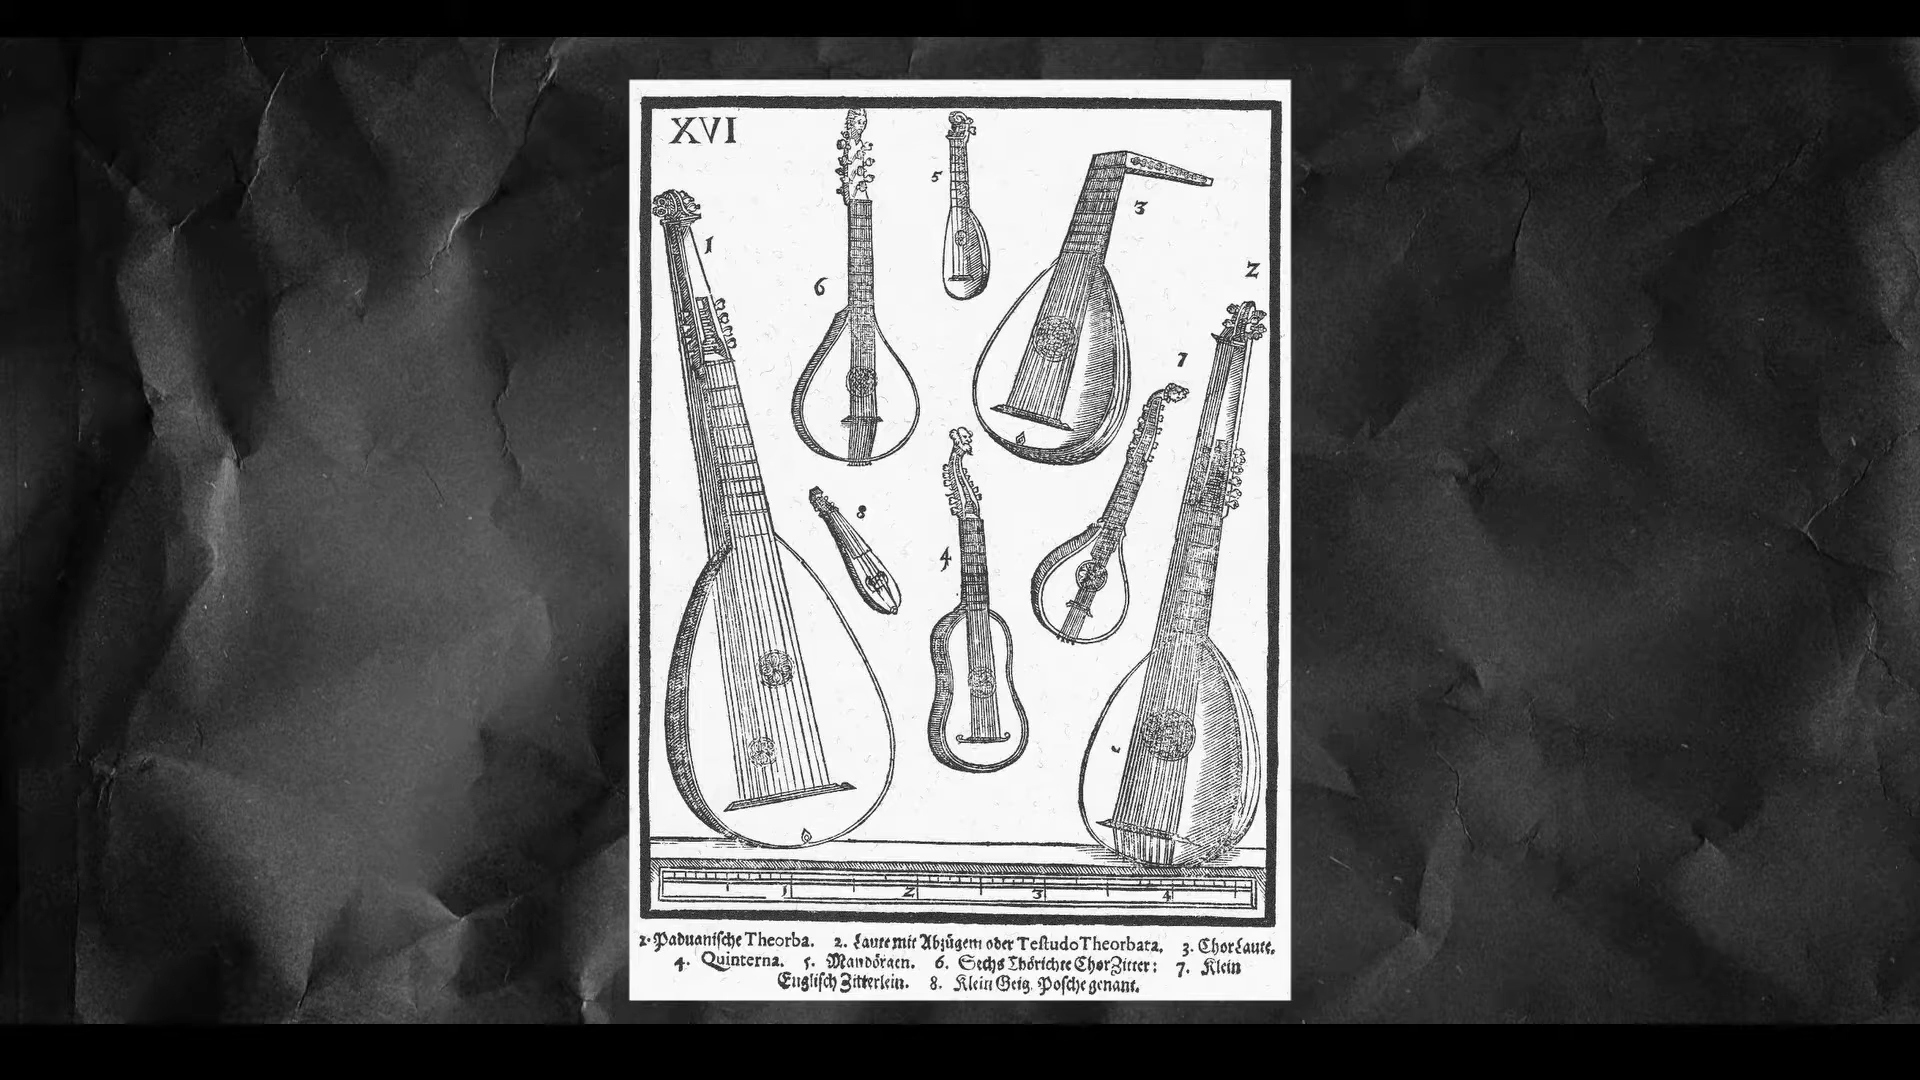 XVI
5
3
1
2
6
7
8
4
1 2 3 4
1. Paduanische Theorba. 2. Laute mit Abzügen oder Testudo Theorbata. 3. ChorLaute.
4. Quinterna. 5. Mandörgen. 6. Sechs Chörichte ChorZitter: 7. Klein
Englisch Zitterlein. 8. Klein Geig Posche genant.